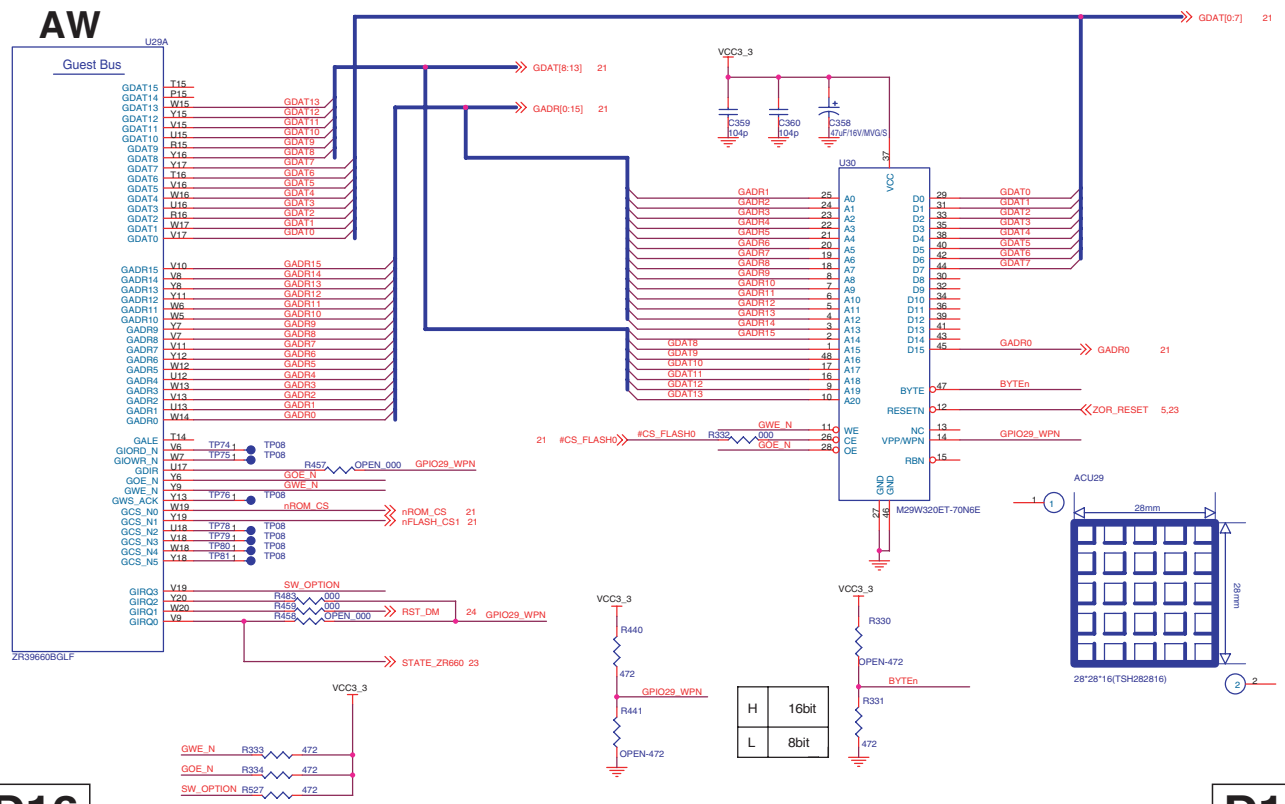 AW
U29A
Guest Bus
GDAT15 T15
GDAT14 P15
GDAT13 W15 GDAT13
GDAT12 Y15 GDAT12
GDAT11 V15 GDAT11
GDAT10 U15 GDAT10
GDAT9 R15 GDAT9
GDAT8 Y16 GDAT8
GDAT7 Y17 GDAT7
GDAT6 T16 GDAT6
GDAT5 V16 GDAT5
GDAT4 W16 GDAT4
GDAT3 U16 GDAT3
GDAT2 R16 GDAT2
GDAT1 W17 GDAT1
GDAT0 V17 GDAT0
GADR15 V10 GADR15
GADR14 V8 GADR14
GADR13 Y8 GADR13
GADR12 Y11 GADR12
GADR11 W6 GADR11
GADR10 W5 GADR10
GADR9 Y7 GADR9
GADR8 V7 GADR8
GADR7 V11 GADR7
GADR6 Y12 GADR6
GADR5 W12 GADR5
GADR4 U12 GADR4
GADR3 W13 GADR3
GADR2 V13 GADR2
GADR1 U13 GADR1
GADR0 W14 GADR0
GALE T14
GIORD_N V6 TP74 1 TP08
GIOWR_N W7 TP75 1 TP08
GDIR U17 R457 OPEN_000 GPIO29_WPN
GOE_N Y6 GOE_N
GWE_N Y9 GWE_N
GWS_ACK Y13 TP76 1 TP08
GCS_N0 W19 nROM_CS nROM_CS 21
GCS_N1 Y19 nFLASH_CS1 21
GCS_N2 U18 TP78 1 TP08
GCS_N3 V18 TP79 1 TP08
GCS_N4 W18 TP80 1 TP08
GCS_N5 Y18 TP81 1 TP08
GIRQ3 V19 SW_OPTION
GIRQ2 Y20 R483 000
GIRQ1 W20 R459 000 RST_DM 24
GIRQ0 V9 R458 OPEN_000 GPIO29_WPN
STATE_ZR660 23
ZR39660BGLF
GDAT[0:7] 21
GDAT[8:13] 21
GADR[0:15] 21
VCC3_3
C359 104p
C360 104p
+ C358 47uF/16V/MVG/S
U30
37 VCC
GADR1 25 A0
GADR2 24 A1
GADR3 23 A2
GADR4 22 A3
GADR5 21 A4
GADR6 20 A5
GADR7 19 A6
GADR8 18 A7
GADR9 8 A8
GADR10 7 A9
GADR11 6 A10
GADR12 5 A11
GADR13 4 A12
GADR14 3 A13
GADR15 2 A14
GDAT8 1 A15
GDAT9 48 A16
GDAT10 17 A17
GDAT11 16 A18
GDAT12 9 A19
GDAT13 10 A20
GWE_N 11 WE
21 #CS_FLASH0 #CS_FLASH0 R332 000 26 CE
GOE_N 28 OE
D0 29 GDAT0
D1 31 GDAT1
D2 33 GDAT2
D3 35 GDAT3
D4 38 GDAT4
D5 40 GDAT5
D6 42 GDAT6
D7 44 GDAT7
D8 30
D9 32
D10 34
D11 36
D12 39
D13 41
D14 43
D15 45 GADR0 GADR0 21
BYTE 47 BYTEn
RESETN 12 ZOR_RESET 5,23
NC 13
VPP/WPN 14 GPIO29_WPN
RBN 15
GND GND
27 46
M29W320ET-70N6E
ACU29
1 1
28mm
28mm
28*28*16(TSH282816)
2 2
VCC3_3
R440
472
GPIO29_WPN
R441
OPEN-472
H 16bit
L 8bit
VCC3_3
R330
OPEN-472
BYTEn
R331
472
VCC3_3
GWE_N R333 472
GOE_N R334 472
SW_OPTION R527 472